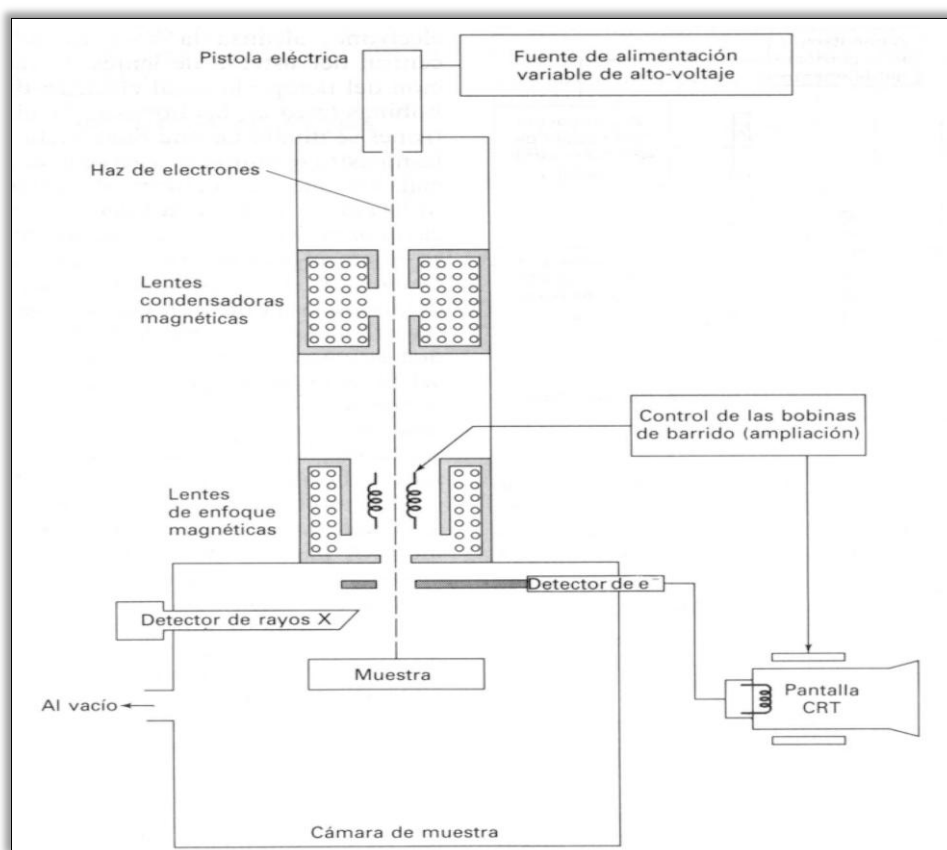 Pistola eléctrica
Fuente de alimentación
variable de alto-voltaje
Haz de electrones
Lentes
condensadoras
magnéticas
Control de las bobinas
de barrido (ampliación)
Lentes
de enfoque
magnéticas
Detector de e⁻
Detector de rayos X
Muestra
Pantalla
CRT
Al vacío
Cámara de muestra